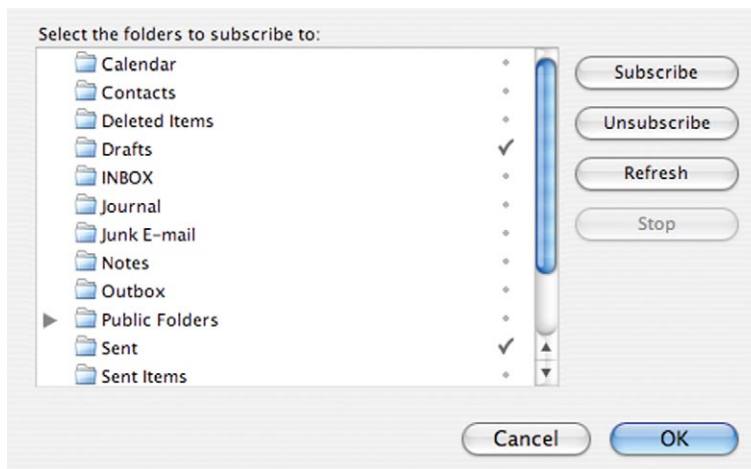 Select the folders to subscribe to:
Calendar
Contacts
Deleted Items
Drafts
INBOX
Journal
Junk E-mail
Notes
Outbox
Public Folders
Sent
Sent Items
Subscribe
Unsubscribe
Refresh
Stop
Cancel
OK